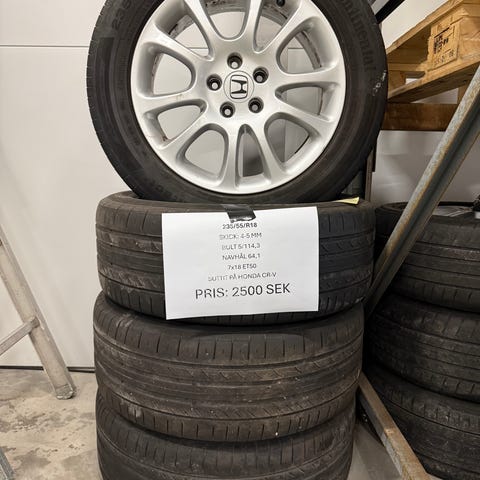 Continental
235/55/R18
SKICK: 4-5 MM
BULT 5/114,3
NAVHÅL 64,1
7x18 ET50
SUTTIT PÅ HONDA CR-V
PRIS: 2500 SEK